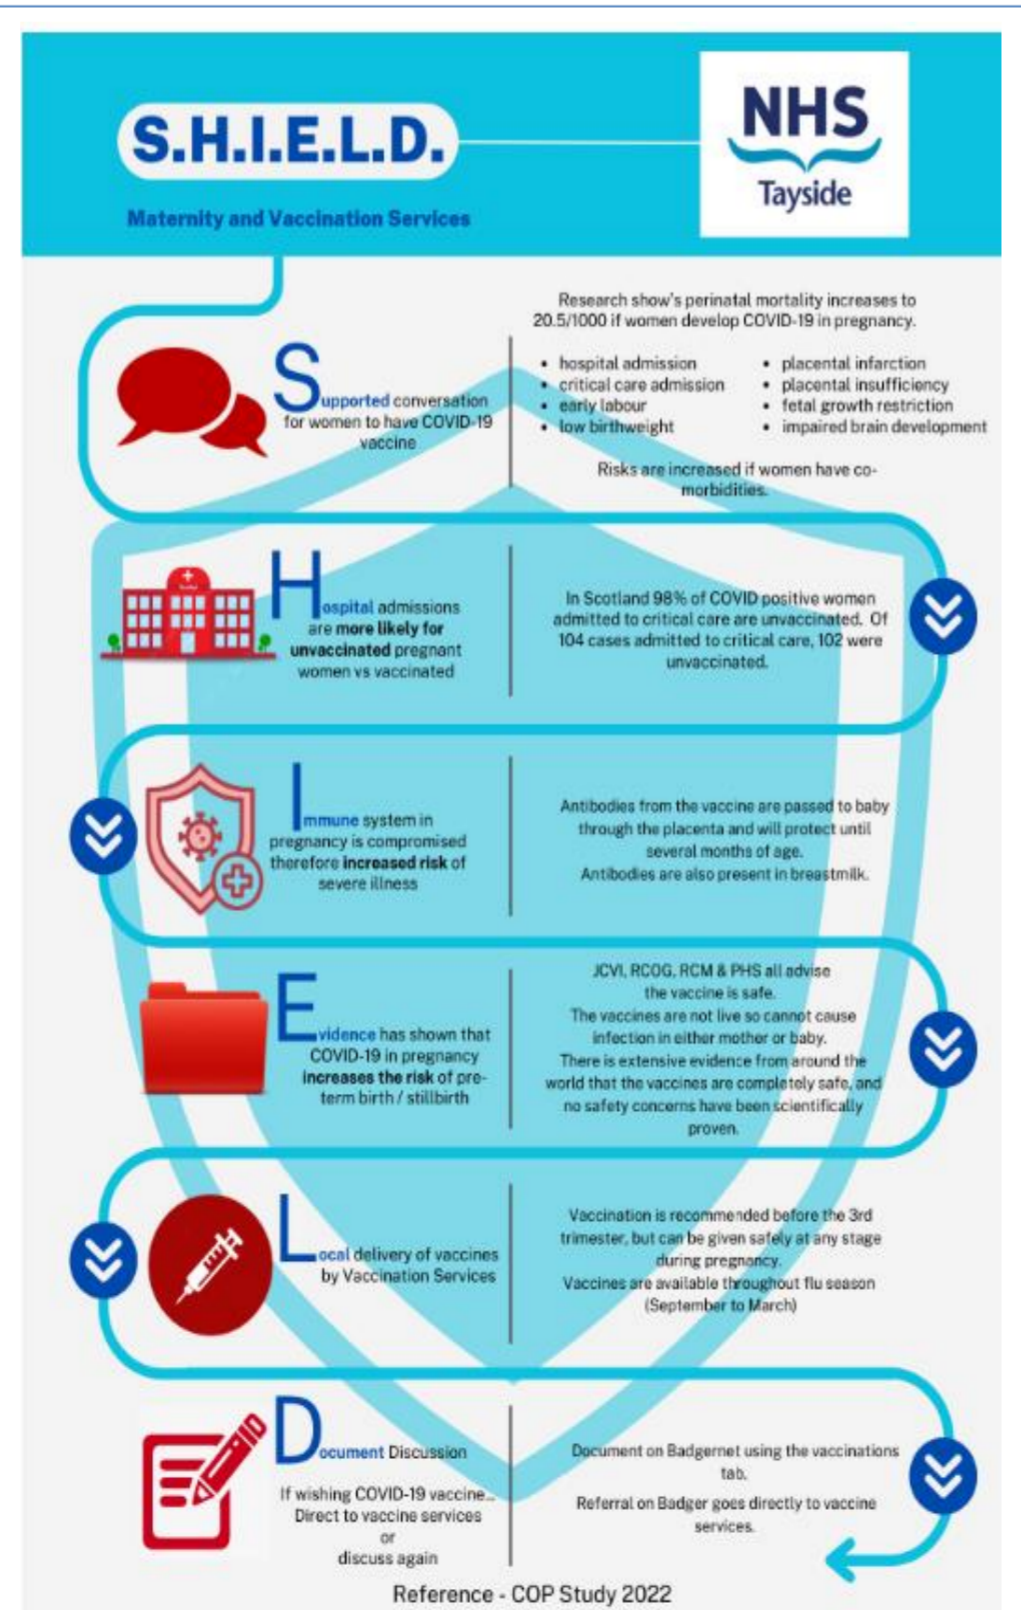 S.H.I.E.L.D.
NHS
Tayside
Maternity and Vaccination Services
Supported conversation
for women to have COVID-19
vaccine
Research show's perinatal mortality increases to
20.5/1000 if women develop COVID-19 in pregnancy.
• hospital admission
• critical care admission
• early labour
• low birthweight
• placental infarction
• placental insufficiency
• fetal growth restriction
• impaired brain development
Risks are increased if women have co-
morbidities.
Hospital admissions
are more likely for
unvaccinated pregnant
women vs vaccinated
In Scotland 98% of COVID positive women
admitted to critical care are unvaccinated. Of
104 cases admitted to critical care, 102 were
unvaccinated.
Immune system in
pregnancy is compromised
therefore increased risk of
severe illness
Antibodies from the vaccine are passed to baby
through the placenta and will protect until
several months of age.
Antibodies are also present in breastmilk.
Evidence has shown that
COVID-19 in pregnancy
increases the risk of pre-
term birth / stillbirth
JCVI, RCOG, RCM & PHS all advise
the vaccine is safe.
The vaccines are not live so cannot cause
infection in either mother or baby.
There is extensive evidence from around the
world that the vaccines are completely safe, and
no safety concerns have been scientifically
proven.
Local delivery of vaccines
by Vaccination Services
Vaccination is recommended before the 3rd
trimester, but can be given safely at any stage
during pregnancy.
Vaccines are available throughout flu season
(September to March)
Document Discussion
If wishing COVID-19 vaccine...
Direct to vaccine services
or
discuss again
Document on Badgernet using the vaccinations
tab.
Referral on Badger goes directly to vaccine
services.
Reference - COP Study 2022